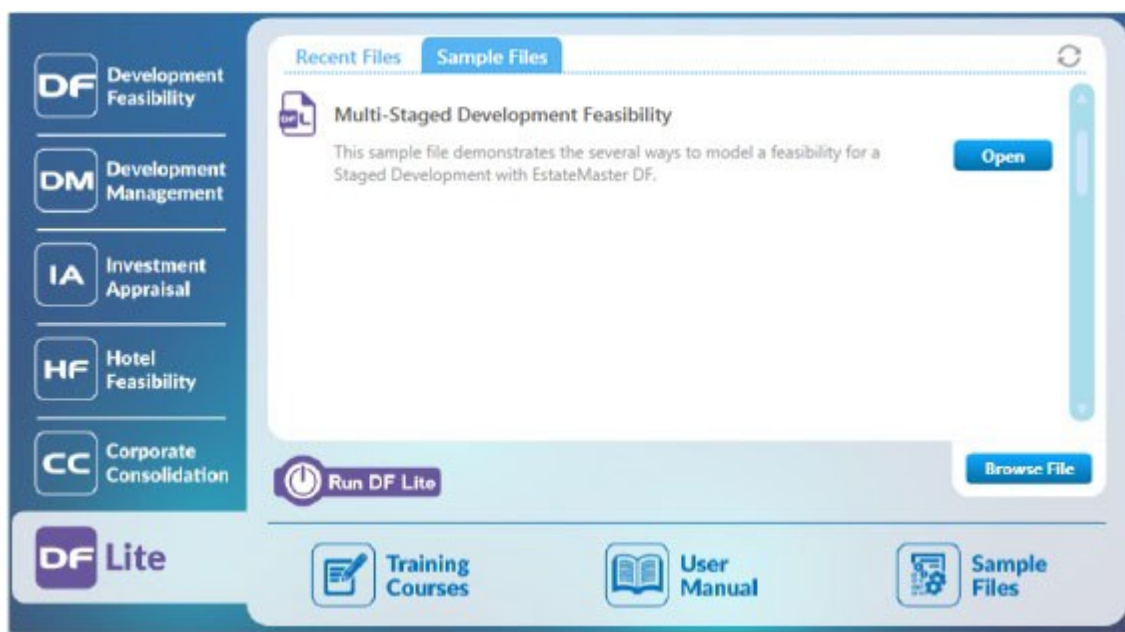 DF
Development
Feasibility
DM
Development
Management
IA
Investment
Appraisal
HF
Hotel
Feasibility
CC
Corporate
Consolidation
DF Lite
Recent Files
Sample Files
DF L
Multi-Staged Development Feasibility
This sample file demonstrates the several ways to model a feasibility for a
Staged Development with EstateMaster DF.
Open
Browse File
Run DF Lite
Training
Courses
User
Manual
Sample
Files